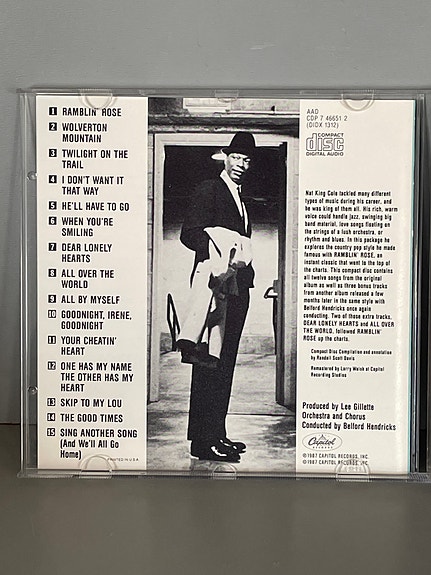 1 RAMBLIN' ROSE
2 WOLVERTON
MOUNTAIN
3 TWILIGHT ON THE
TRAIL
4 I DON'T WANT IT
THAT WAY
5 HE'LL HAVE TO GO
6 WHEN YOU'RE
SMILING
7 DEAR LONELY
HEARTS
8 ALL OVER THE
WORLD
9 ALL BY MYSELF
10 GOODNIGHT, IRENE,
GOODNIGHT
11 YOUR CHEATIN'
HEART
12 ONE HAS MY NAME
THE OTHER HAS MY
HEART
13 SKIP TO MY LOU
14 THE GOOD TIMES
15 SING ANOTHER SONG
(And We'll All Go
Home)
PRINTED IN U.S.A.
AAD
CDP 7 46651 2
(DIDX 1312)
COMPACT
disc
DIGITAL AUDIO
Nat King Cole tackled many different
types of music during his career, and
he was king of them all. His rich, warm
voice could handle jazz, swinging big
band material, love songs floating on
the strings of a lush orchestra, or
rhythm and blues. In this package he
explores the country pop style he made
famous with RAMBLIN' ROSE, an
instant classic that went to the top of
the charts. This compact disc contains
all twelve songs from the original
album as well as three bonus tracks
from another album released a few
months later in the same style with
Belford Hendricks once again
conducting. Two of those extra tracks,
DEAR LONELY HEARTS and ALL OVER
THE WORLD, followed RAMBLIN'
ROSE up the charts.
Compact Disc Compilation and annotation
by Randall Scott Davis
Remastered by Larry Walsh at Capitol
Recording Studios
Produced by Lee Gillette
Orchestra and Chorus
Conducted by Belford Hendricks
Capitol
RECORDS
℗1987 CAPITOL RECORDS, INC.
©1987 CAPITOL RECORDS, INC.